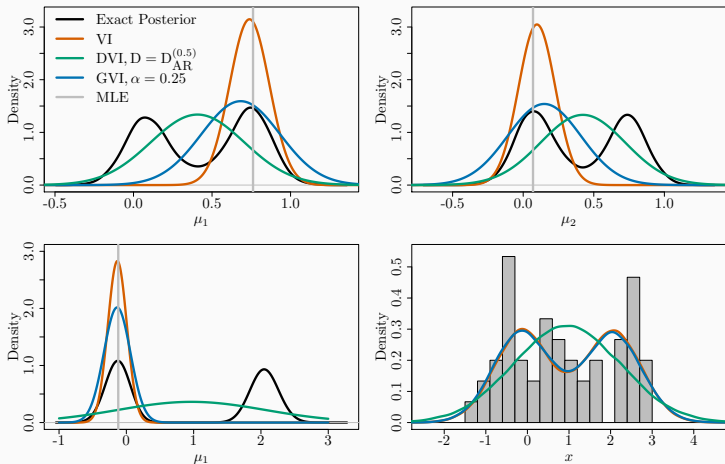 Exact Posterior
VI
DVI, D = D_AR^(0.5)
GVI, α = 0.25
MLE
Density
0.0 1.0 2.0 3.0
-0.5 0.0 0.5 1.0
μ₁
Density
0.0 1.0 2.0 3.0
-0.5 0.0 0.5 1.0
μ₂
Density
0.0 1.0 2.0 3.0
-1 0 1 2 3
μ₁
Density
0.0 0.1 0.2 0.3 0.4 0.5
-2 -1 0 1 2 3 4
x